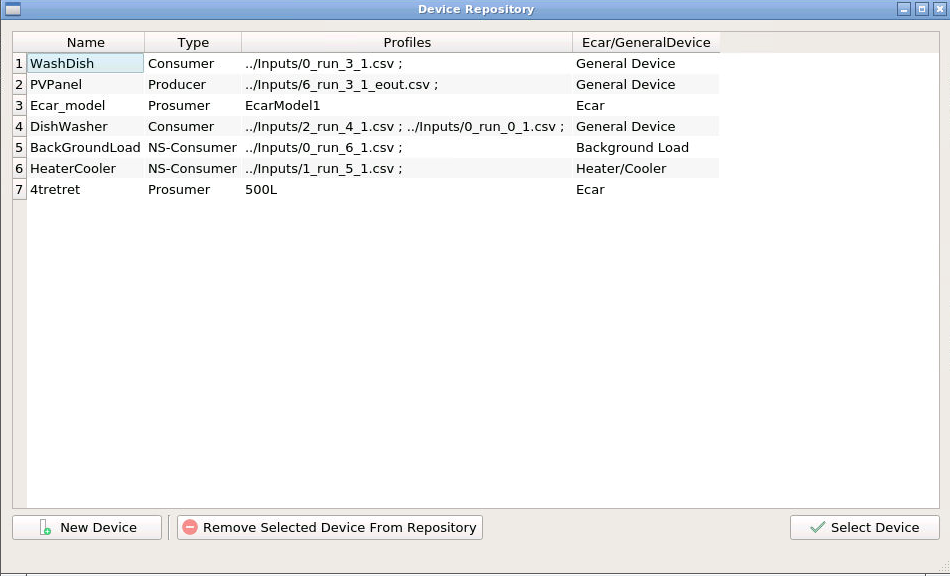 Device Repository
Name Type Profiles Ecar/GeneralDevice
1 WashDish Consumer ../Inputs/0_run_3_1.csv ; General Device
2 PVPanel Producer ../Inputs/6_run_3_1_eout.csv ; General Device
3 Ecar_model Prosumer EcarModel1 Ecar
4 DishWasher Consumer ../Inputs/2_run_4_1.csv ; ../Inputs/0_run_0_1.csv ; General Device
5 BackGroundLoad NS-Consumer ../Inputs/0_run_6_1.csv ; Background Load
6 HeaterCooler NS-Consumer ../Inputs/1_run_5_1.csv ; Heater/Cooler
7 4tretret Prosumer 500L Ecar
New Device Remove Selected Device From Repository Select Device